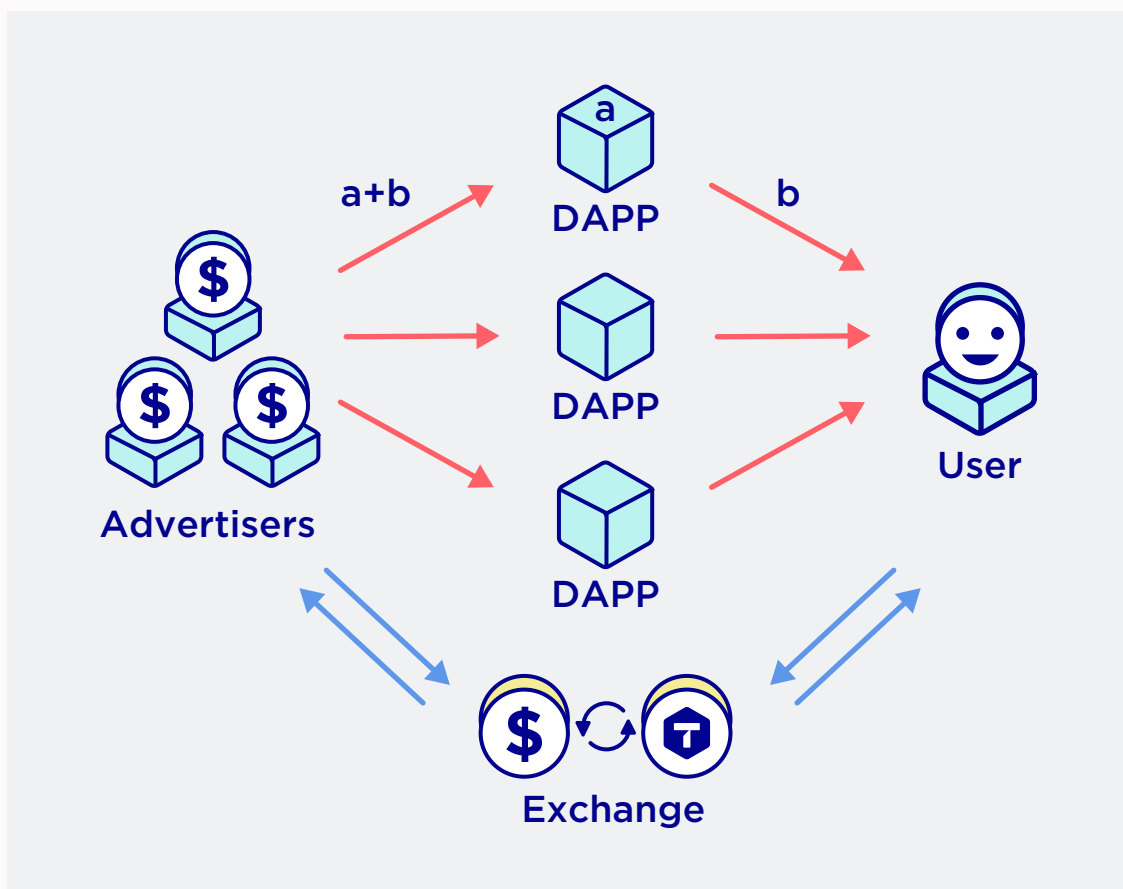 a
a+b
b
DAPP
$
DAPP
$
$
User
Advertisers
DAPP
$
T
Exchange